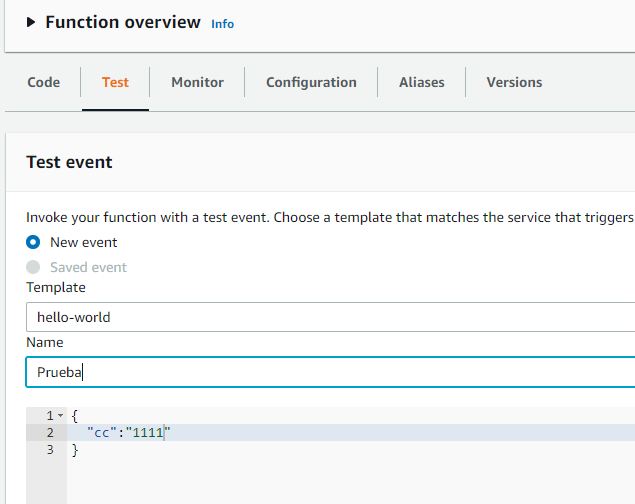 Function overview Info
Code Test Monitor Configuration Aliases Versions
Test event
Invoke your function with a test event. Choose a template that matches the service that triggers
New event
Saved event
Template
hello-world
Name
Prueba
1 {
2 "cc":"1111"
3 }